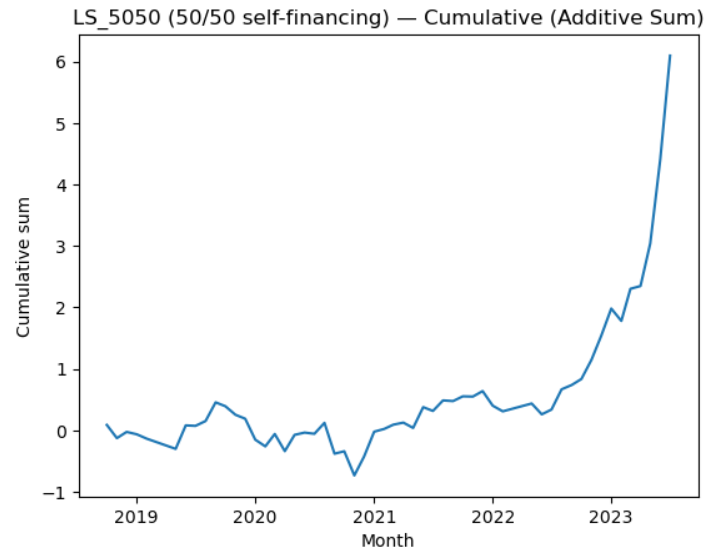 LS_5050 (50/50 self-financing) — Cumulative (Additive Sum)
6
5
4
3
2
1
0
−1
Cumulative sum
2019 2020 2021 2022 2023
Month